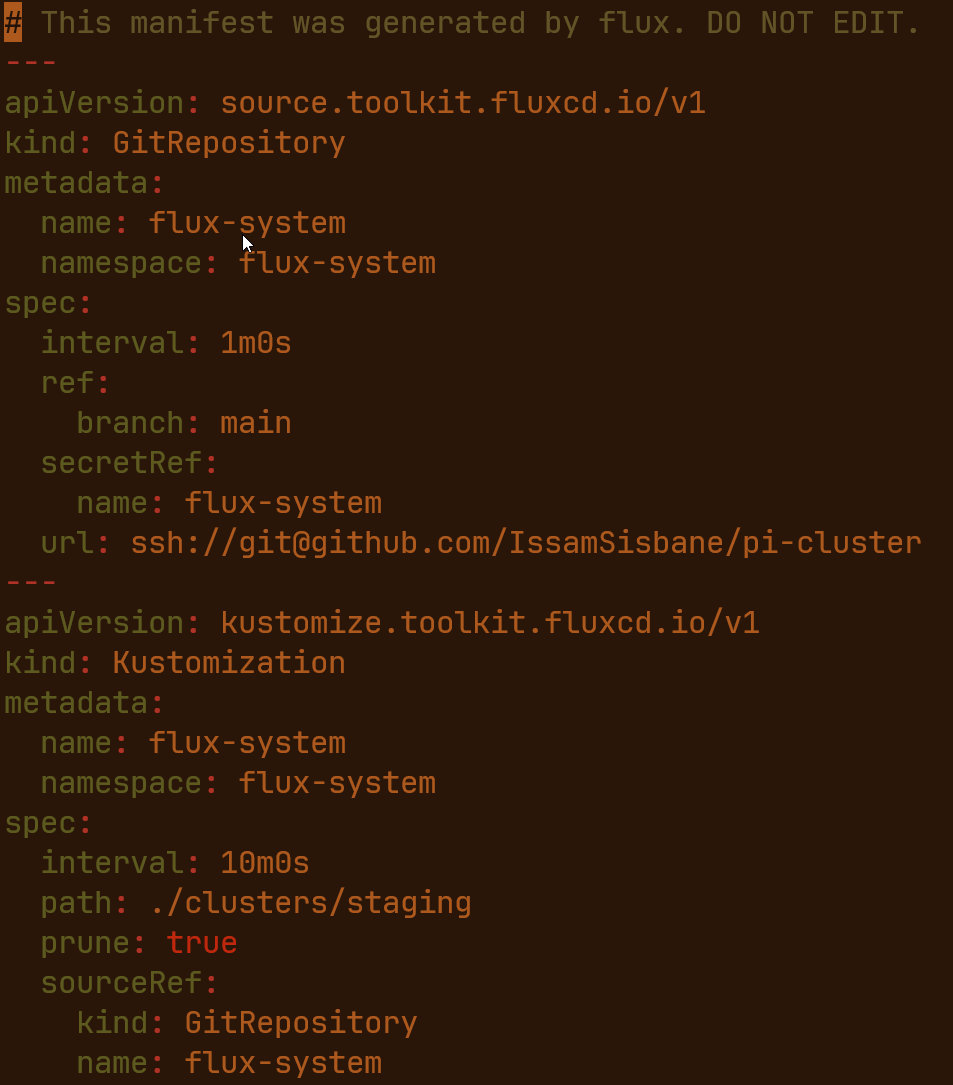 # This manifest was generated by flux. DO NOT EDIT.
---
apiVersion: source.toolkit.fluxcd.io/v1
kind: GitRepository
metadata:
  name: flux-system
  namespace: flux-system
spec:
  interval: 1m0s
  ref:
    branch: main
  secretRef:
    name: flux-system
  url: ssh://git@github.com/IssamSisbane/pi-cluster
---
apiVersion: kustomize.toolkit.fluxcd.io/v1
kind: Kustomization
metadata:
  name: flux-system
  namespace: flux-system
spec:
  interval: 10m0s
  path: ./clusters/staging
  prune: true
  sourceRef:
    kind: GitRepository
    name: flux-system